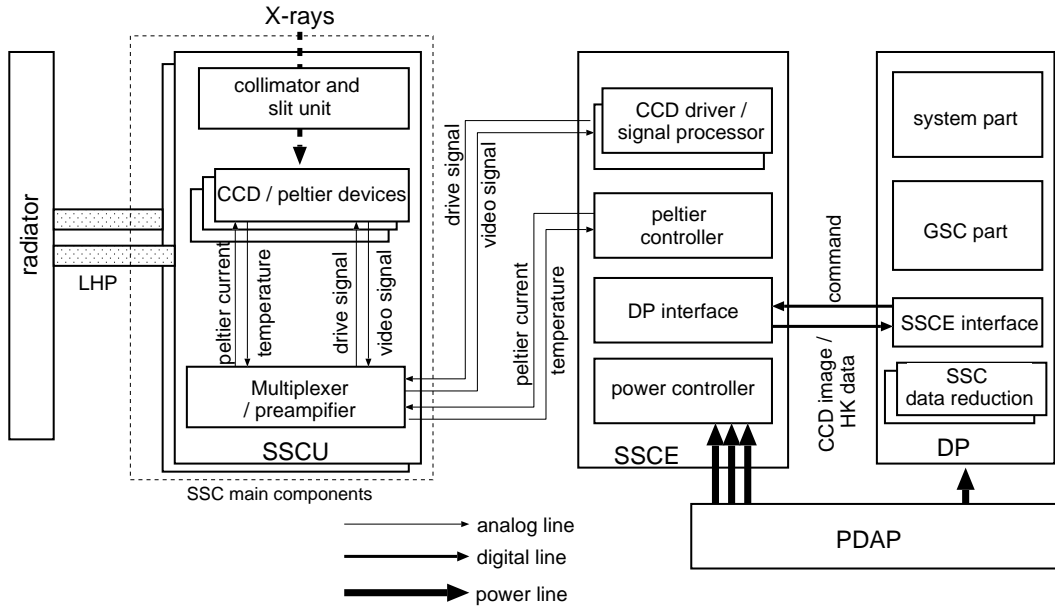 X-rays
radiator
LHP
collimator and
slit unit
CCD / peltier devices
peltier current
temperature
drive signal
video signal
Multiplexer
/ preampifier
SSCU
SSC main components
drive signal
video signal
peltier current
temperature
CCD driver /
signal processor
peltier
controller
DP interface
power controller
SSCE
command
CCD image /
HK data
system part
GSC part
SSCE interface
SSC
data reduction
DP
PDAP
analog line
digital line
power line